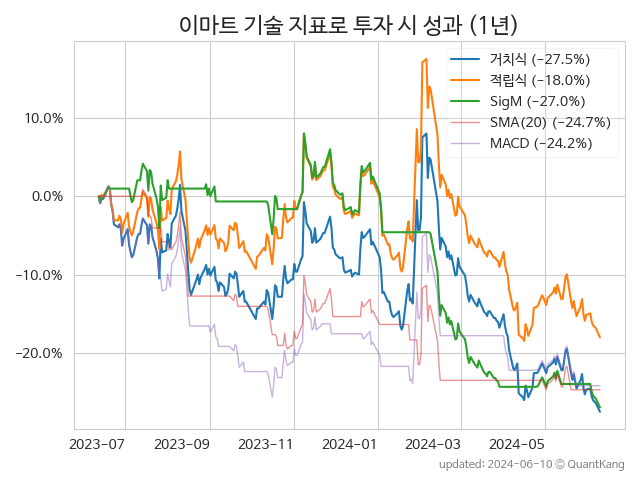 이마트 기술 지표로 투자 시 성과 (1년)
거치식 (−27.5%)
적립식 (−18.0%)
SigM (−27.0%)
SMA(20) (−24.7%)
MACD (−24.2%)
10.0%
0.0%
−10.0%
−20.0%
2023−07 2023−09 2023−11 2024−01 2024−03 2024−05
updated: 2024-06-10 © QuantKang